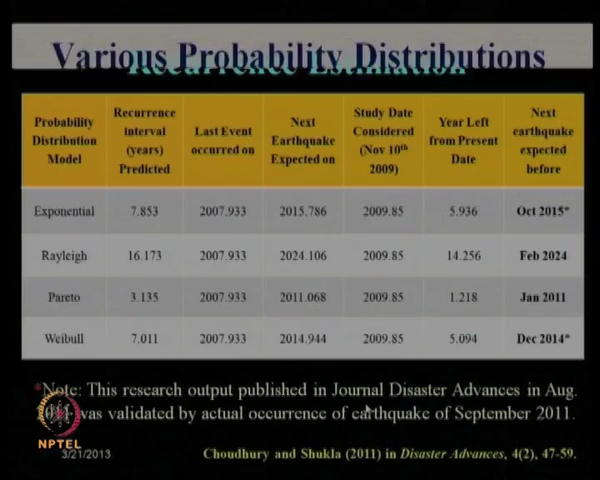 Various Probability Distributions
Probability Distribution Model | Recurrence interval (years) Predicted | Last Event occurred on | Next Earthquake Expected on | Study Date Considered (Nov 10th 2009) | Year Left from Present Date | Next earthquake expected before
Exponential | 7.853 | 2007.933 | 2015.786 | 2009.85 | 5.936 | Oct 2015*
Rayleigh | 16.173 | 2007.933 | 2024.106 | 2009.85 | 14.256 | Feb 2024
Pareto | 3.135 | 2007.933 | 2011.068 | 2009.85 | 1.218 | Jan 2011
Weibull | 7.011 | 2007.933 | 2014.944 | 2009.85 | 5.094 | Dec 2014*
*Note: This research output published in Journal Disaster Advances in Aug.
was validated by actual occurrence of earthquake of September 2011.
NPTEL
3/21/2013
Choudhury and Shukla (2011) in Disaster Advances, 4(2), 47-59.